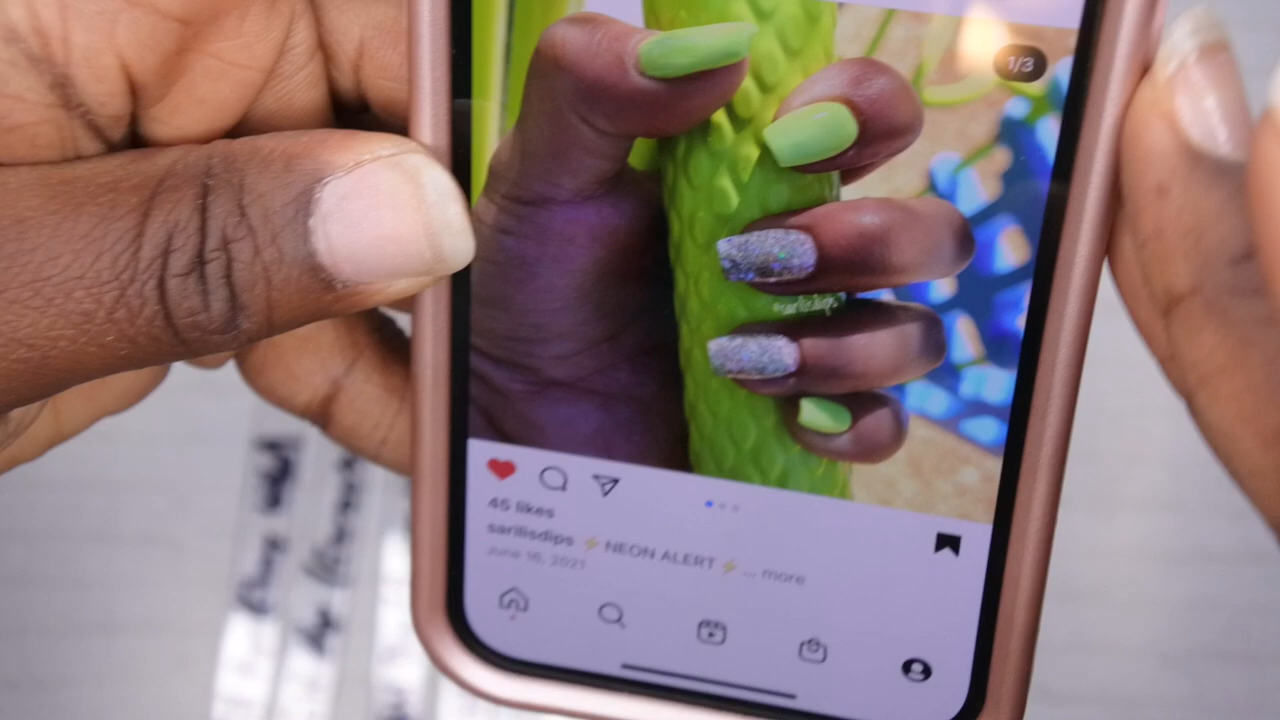 1/3
45 likes
sarilisdips ⚡ NEON ALERT ⚡ ... more
June 16, 2021